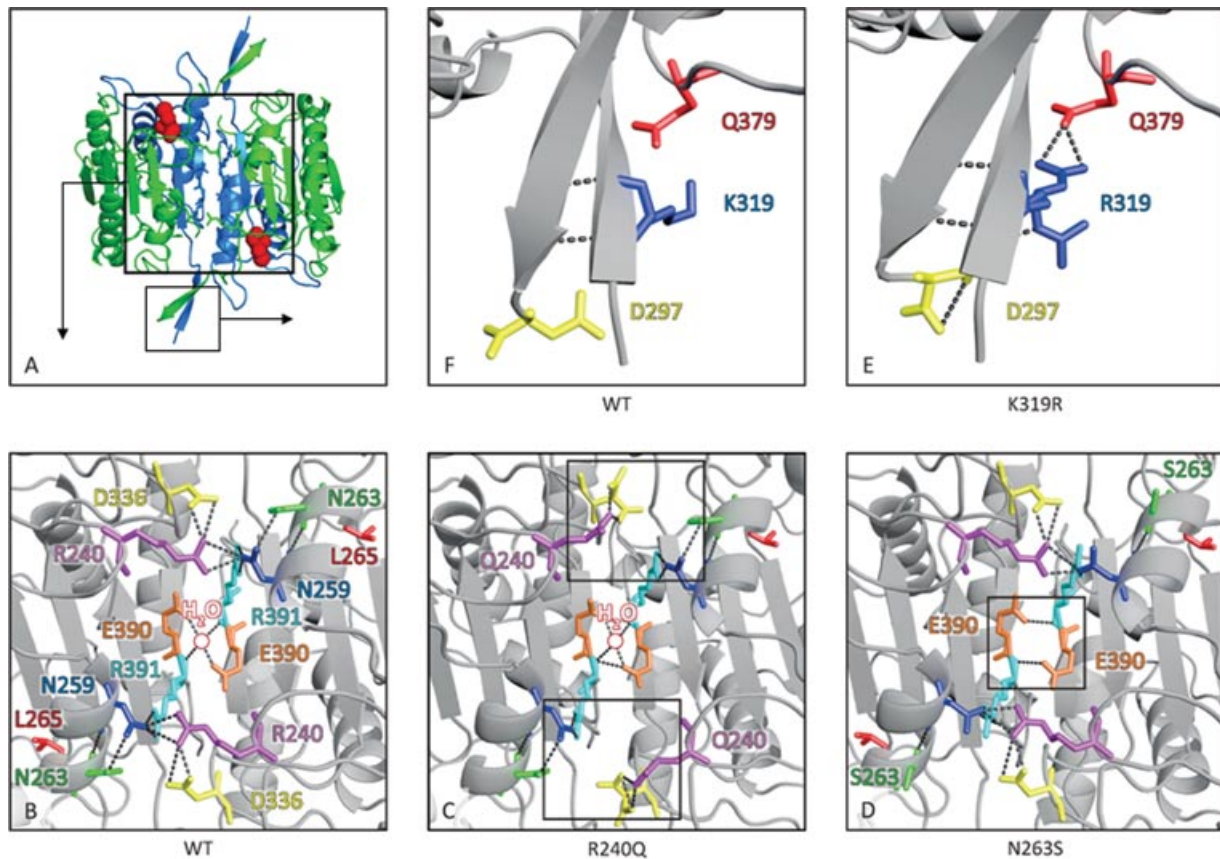 A
F
Q379
K319
D297
WT
E
Q379
R319
D297
K319R
B
D336
N263
R240
L265
N259
H2O
R391
E390
E390
R391
N259
L265
R240
N263
D336
WT
C
Q240
H2O
Q240
R240Q
D
S263
E390
E390
S263
N263S